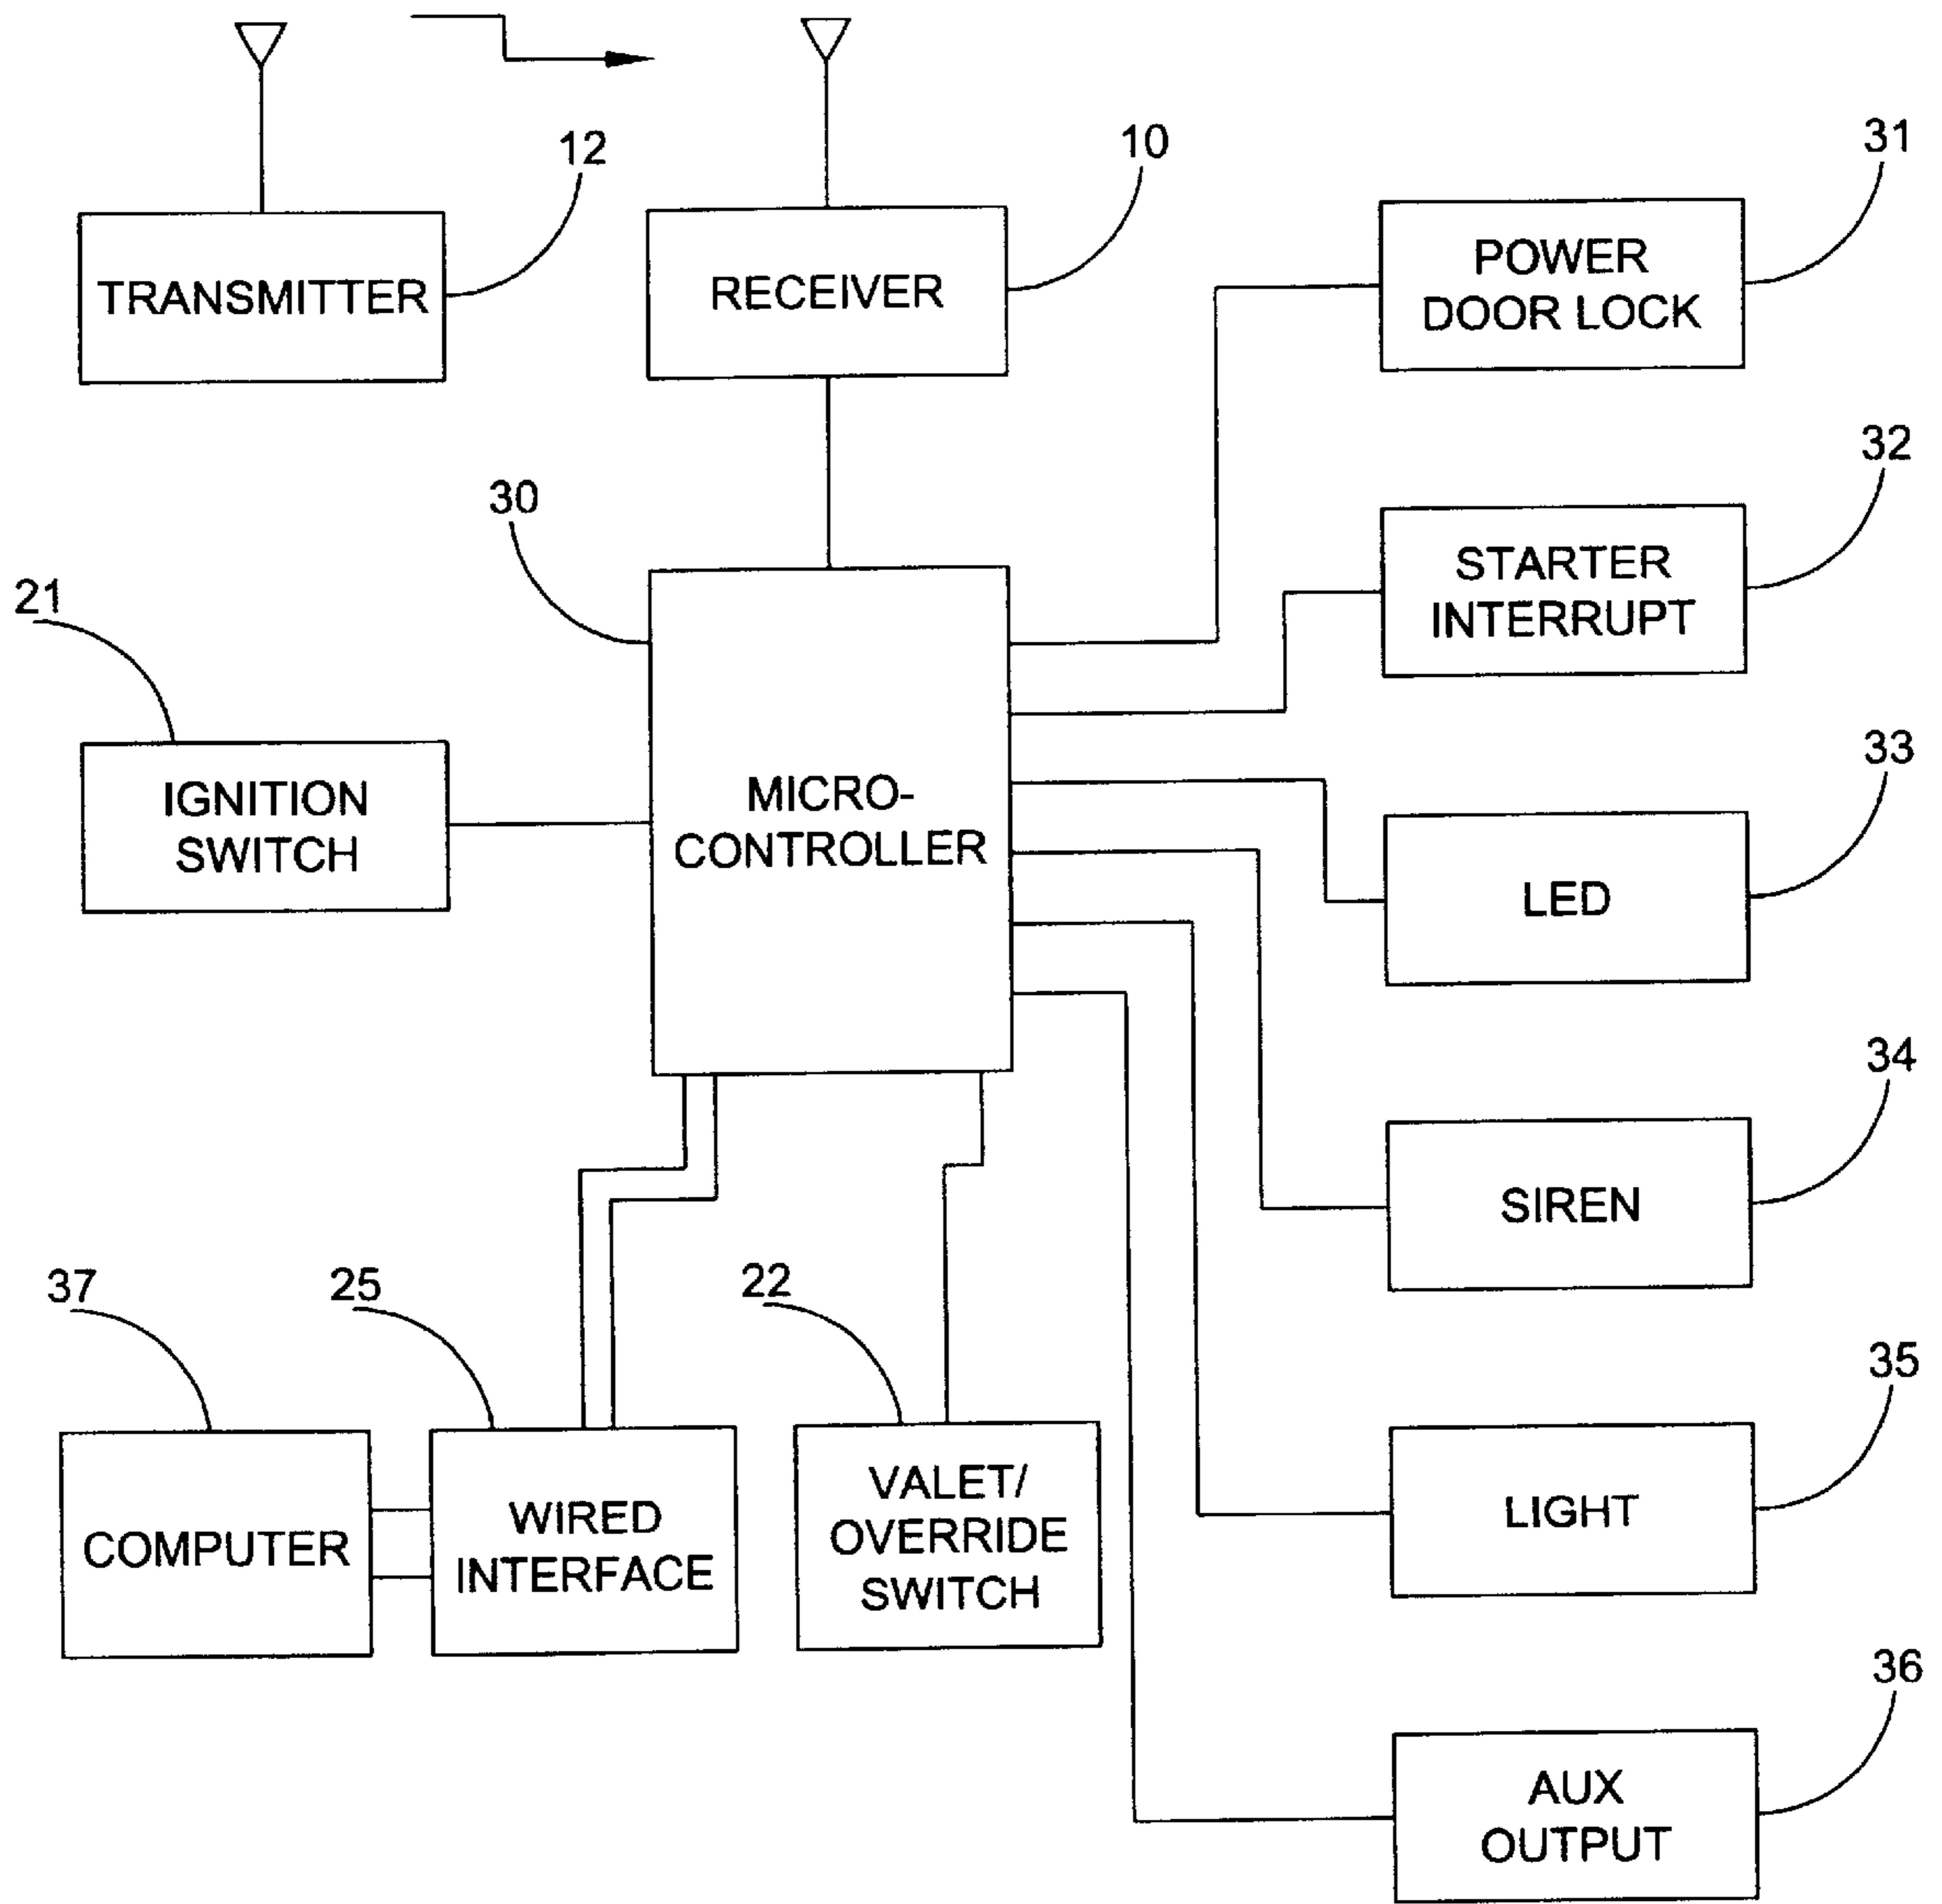 12
10
31
TRANSMITTER
RECEIVER
POWER
DOOR LOCK
30
32
21
STARTER
INTERRUPT
IGNITION
SWITCH
MICRO-
CONTROLLER
33
LED
34
SIREN
37
25
22
35
COMPUTER
WIRED
INTERFACE
VALET/
OVERRIDE
SWITCH
LIGHT
36
AUX
OUTPUT